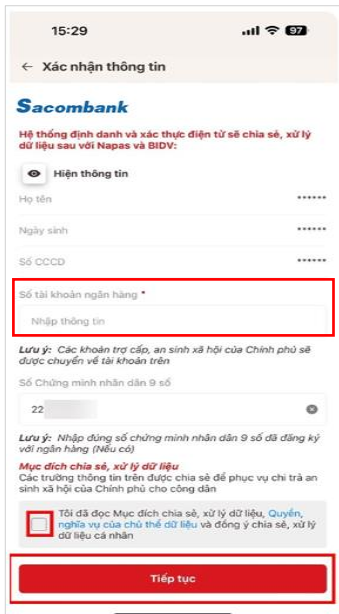 15:29
97
← Xác nhận thông tin
Sacombank
Hệ thống định danh và xác thực điện tử sẽ chia sẻ, xử lý
dữ liệu sau với Napas và BIDV:
Hiện thông tin
Họ tên ******
Ngày sinh ******
Số CCCD ******
Số tài khoản ngân hàng *
Nhập thông tin
Lưu ý: Các khoản trợ cấp, an sinh xã hội của Chính phủ sẽ
được chuyển về tài khoản trên
Số Chứng minh nhân dân 9 số
22
Lưu ý: Nhập đúng số chứng minh nhân dân 9 số đã đăng ký
với ngân hàng (Nếu có)
Mục đích chia sẻ, xử lý dữ liệu
Các trường thông tin trên được chia sẻ để phục vụ chi trả an
sinh xã hội của Chính phủ cho công dân
Tôi đã đọc Mục đích chia sẻ, xử lý dữ liệu, Quyền,
nghĩa vụ của chủ thể dữ liệu và đồng ý chia sẻ, xử lý
dữ liệu cá nhân
Tiếp tục